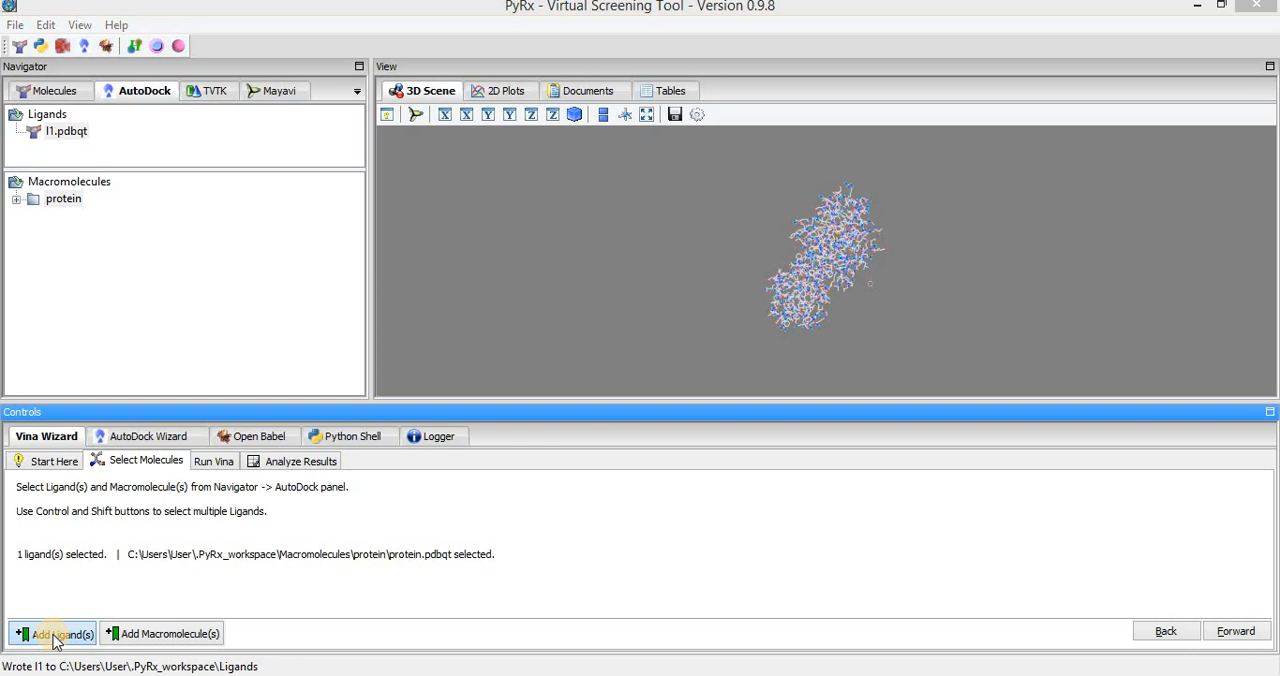 PyRx - Virtual Screening Tool - Version 0.9.8
File Edit View Help
Navigator
View
Molecules AutoDock TVTK Mayavi
3D Scene 2D Plots Documents Tables
X X Y Y Z Z
Ligands
l1.pdbqt
Macromolecules
protein
Controls
Vina Wizard AutoDock Wizard Open Babel Python Shell Logger
Start Here Select Molecules Run Vina Analyze Results
Select Ligand(s) and Macromolecule(s) from Navigator -> AutoDock panel.
Use Control and Shift buttons to select multiple Ligands.
1 ligand(s) selected. | C:\Users\User\.PyRx_workspace\Macromolecules\protein\protein.pdbqt selected.
Add Ligand(s) Add Macromolecule(s) Back Forward
Wrote l1 to C:\Users\User\.PyRx_workspace\Ligands